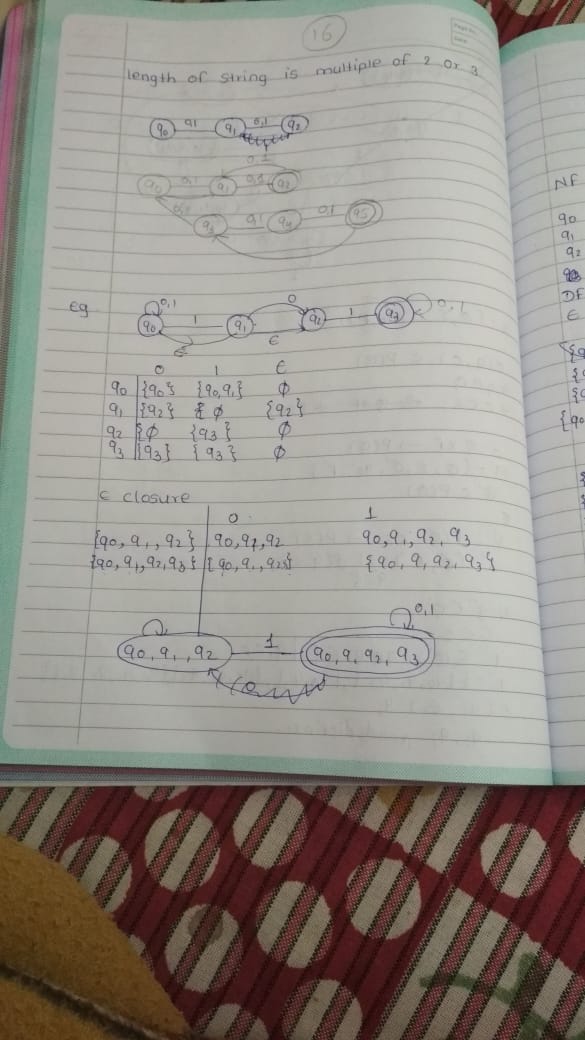 16
length of string is multiple of 2 or 3
q0 q1 0,1 q2
0,1
q0 0,1 q1 0,1 q2
0,1 q3 0,1 q4 0,1 q5
Eg q0 0,1 1 q1 0 q2 1 q3 0,1
ε ε
0 1 ε
q0 {q0} {q0,q1} φ
q1 {q2} φ {q2}
q2 φ {q3} φ
q3 {q3} {q3} φ
ε closure
0 1
{q0, q1, q2} q0,q1,q2 q0,q1,q2,q3
{q0,q1,q2,q3} {q0,q1,q2,q3} {q0,q1,q2,q3}
0,1
q0,q1,q2 1 q0,q1,q2,q3
NF
q0
q1
q2
DF
ε
{q0